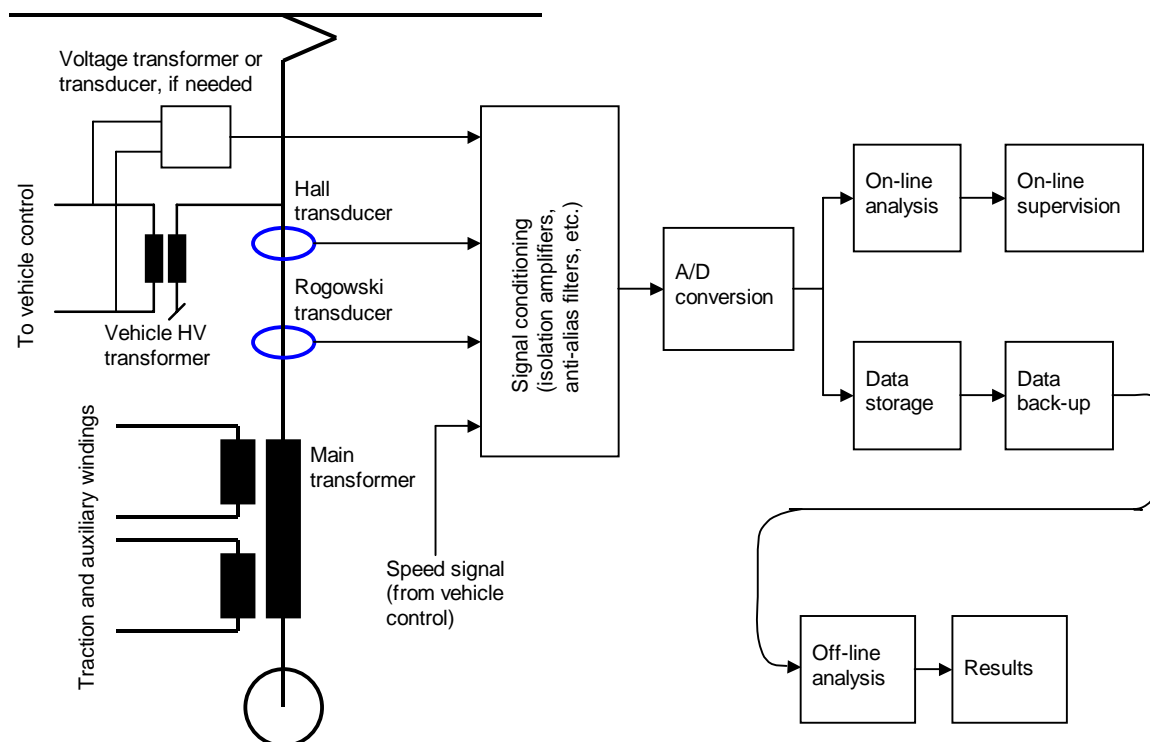 Voltage transformer or
transducer, if needed
Hall
transducer
Rogowski
transducer
To vehicle control
Vehicle HV
transformer
Main
transformer
Traction and auxiliary windings
Speed signal
(from vehicle
control)
Signal conditioning
(isolation amplifiers,
anti-alias filters, etc.)
A/D
conversion
On-line
analysis
On-line
supervision
Data
storage
Data
back-up
Off-line
analysis
Results